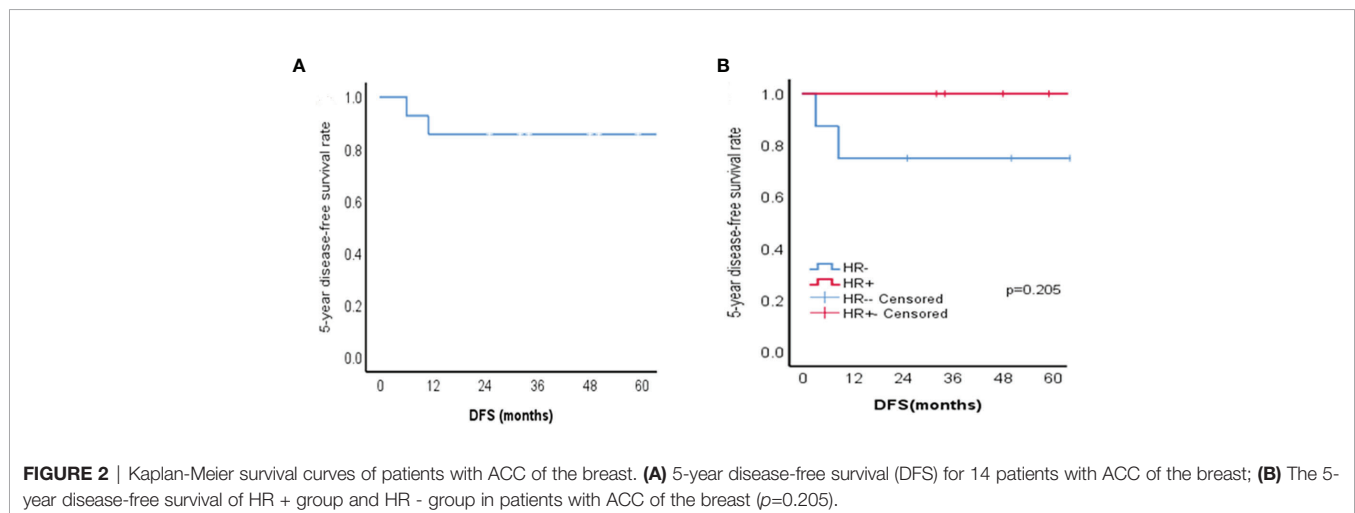 A
5-year disease-free survival rate
1.0
0.8
0.6
0.4
0.2
0.0
0 12 24 36 48 60
DFS (months)
B
5-year disease-free survival rate
1.0
0.8
0.6
0.4
0.2
0.0
HR-
HR+
HR-- Censored
HR+- Censored
p=0.205
0 12 24 36 48 60
DFS(months)
FIGURE 2 | Kaplan-Meier survival curves of patients with ACC of the breast. (A) 5-year disease-free survival (DFS) for 14 patients with ACC of the breast; (B) The 5-
year disease-free survival of HR + group and HR - group in patients with ACC of the breast (p=0.205).